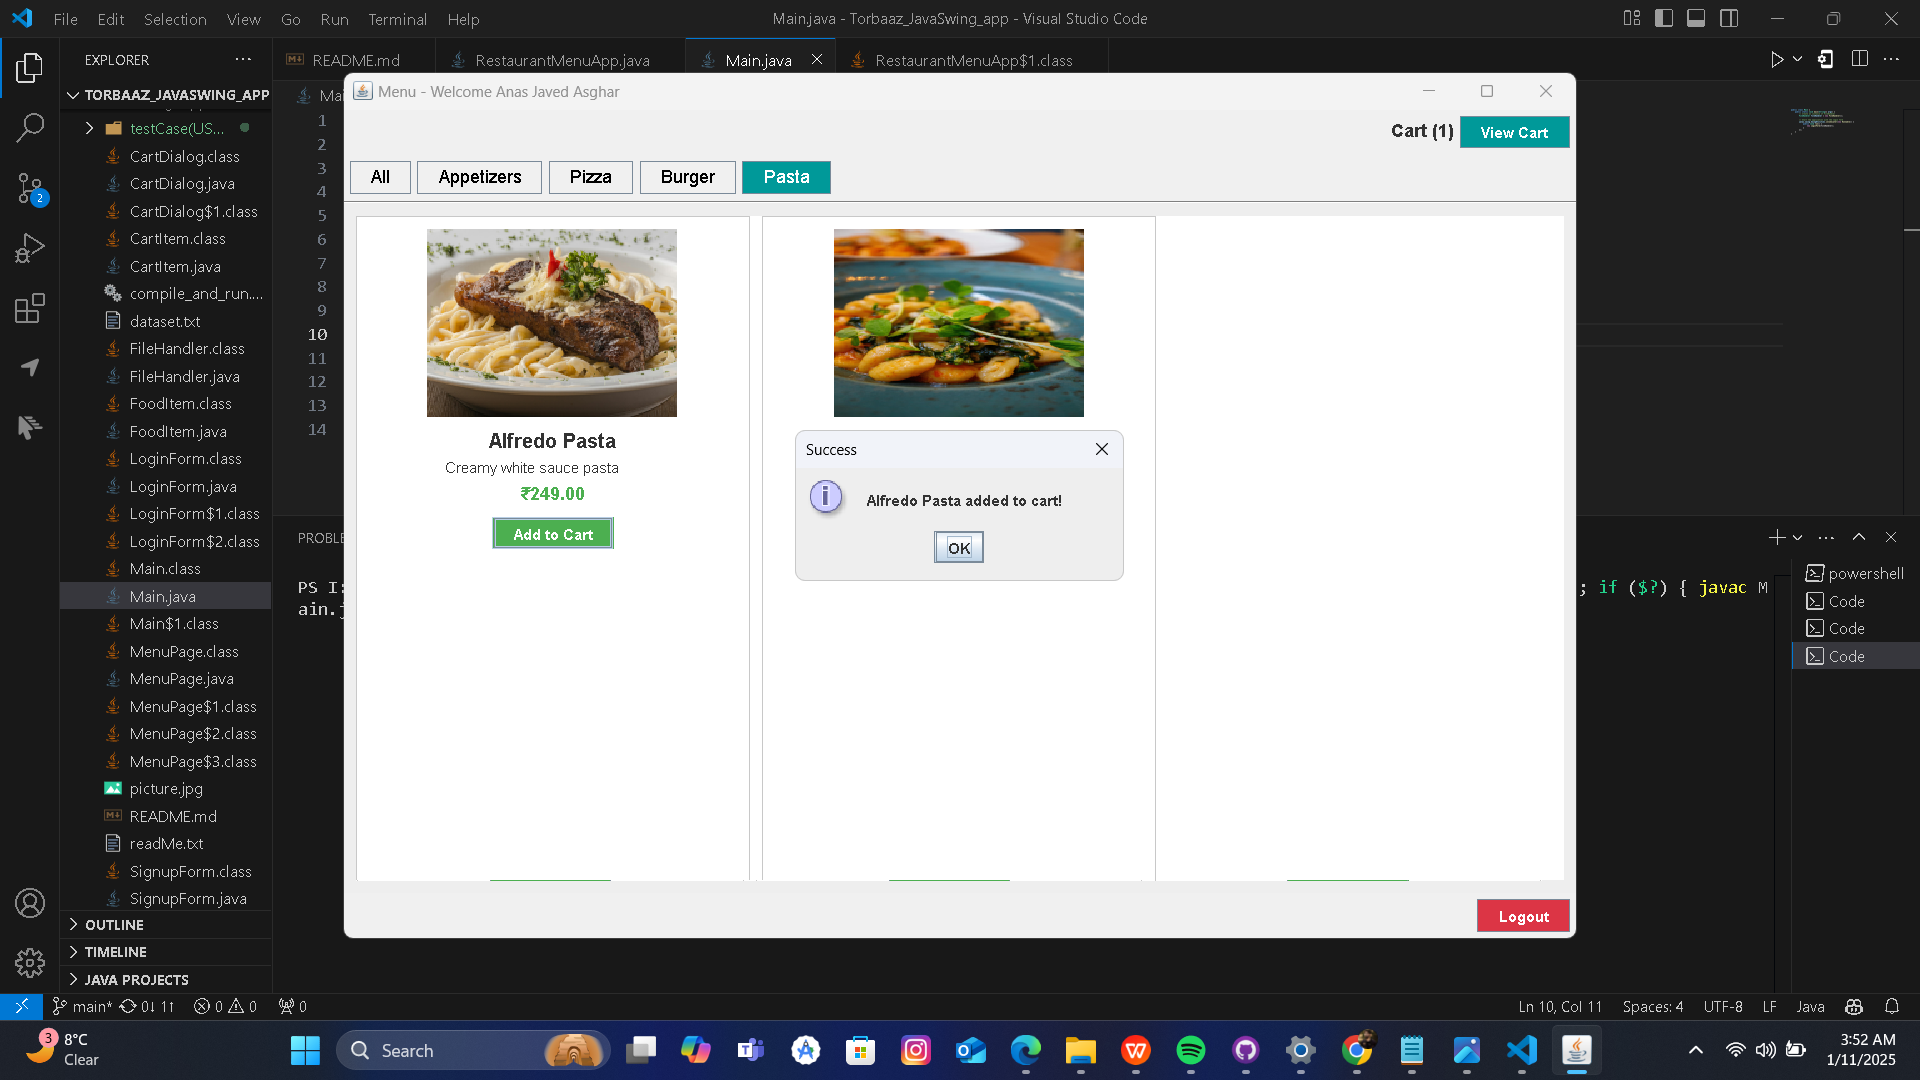 File Edit Selection View Go Run Terminal Help
Main.java - Torbaaz_JavaSwing_app - Visual Studio Code
EXPLORER
README.md
RestaurantMenuApp.java
Main.java
RestaurantMenuApp$1.class
TORBAAZ_JAVASWING_APP
testCase(US...
CartDialog.class
CartDialog.java
CartDialog$1.class
CartItem.class
CartItem.java
compile_and_run....
dataset.txt
FileHandler.class
FileHandler.java
FoodItem.class
FoodItem.java
LoginForm.class
LoginForm.java
LoginForm$1.class
LoginForm$2.class
Main.class
Main.java
Main$1.class
MenuPage.class
MenuPage.java
MenuPage$1.class
MenuPage$2.class
MenuPage$3.class
picture.jpg
README.md
readMe.txt
SignupForm.class
SignupForm.java
OUTLINE
TIMELINE
JAVA PROJECTS
2
Mai
1
2
3
4
5
6
7
8
9
10
11
12
13
14
Menu - Welcome Anas Javed Asghar
Cart (1) View Cart
All Appetizers Pizza Burger Pasta
Alfredo Pasta
Creamy white sauce pasta
₹249.00
Add to Cart
Success
Alfredo Pasta added to cart!
OK
Logout
PROBLE
PS I:
; if ($?) { javac M
ain.j
powershell
Code
Code
Code
main* 0↓ 1↑ 0 0 0
Ln 10, Col 11 Spaces: 4 UTF-8 LF Java
3
8°C
Clear
Search
3:52 AM
1/11/2025